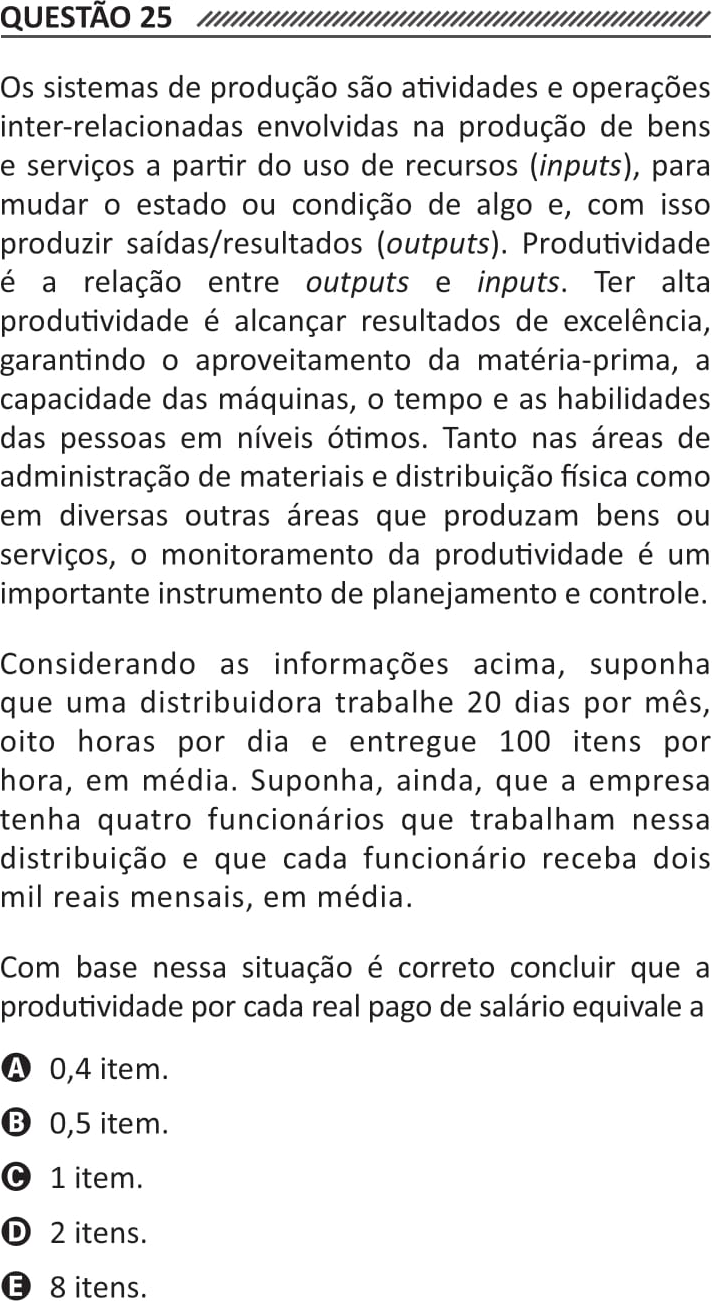 QUESTÃO 25
Os sistemas de produção são atividades e operações
inter-relacionadas envolvidas na produção de bens
e serviços a partir do uso de recursos (inputs), para
mudar o estado ou condição de algo e, com isso
produzir saídas/resultados (outputs). Produtividade
é a relação entre outputs e inputs. Ter alta
produtividade é alcançar resultados de excelência,
garantindo o aproveitamento da matéria-prima, a
capacidade das máquinas, o tempo e as habilidades
das pessoas em níveis ótimos. Tanto nas áreas de
administração de materiais e distribuição física como
em diversas outras áreas que produzam bens ou
serviços, o monitoramento da produtividade é um
importante instrumento de planejamento e controle.
Considerando as informações acima, suponha
que uma distribuidora trabalhe 20 dias por mês,
oito horas por dia e entregue 100 itens por
hora, em média. Suponha, ainda, que a empresa
tenha quatro funcionários que trabalham nessa
distribuição e que cada funcionário receba dois
mil reais mensais, em média.
Com base nessa situação é correto concluir que a
produtividade por cada real pago de salário equivale a
A 0,4 item.
B 0,5 item.
C 1 item.
D 2 itens.
E 8 itens.